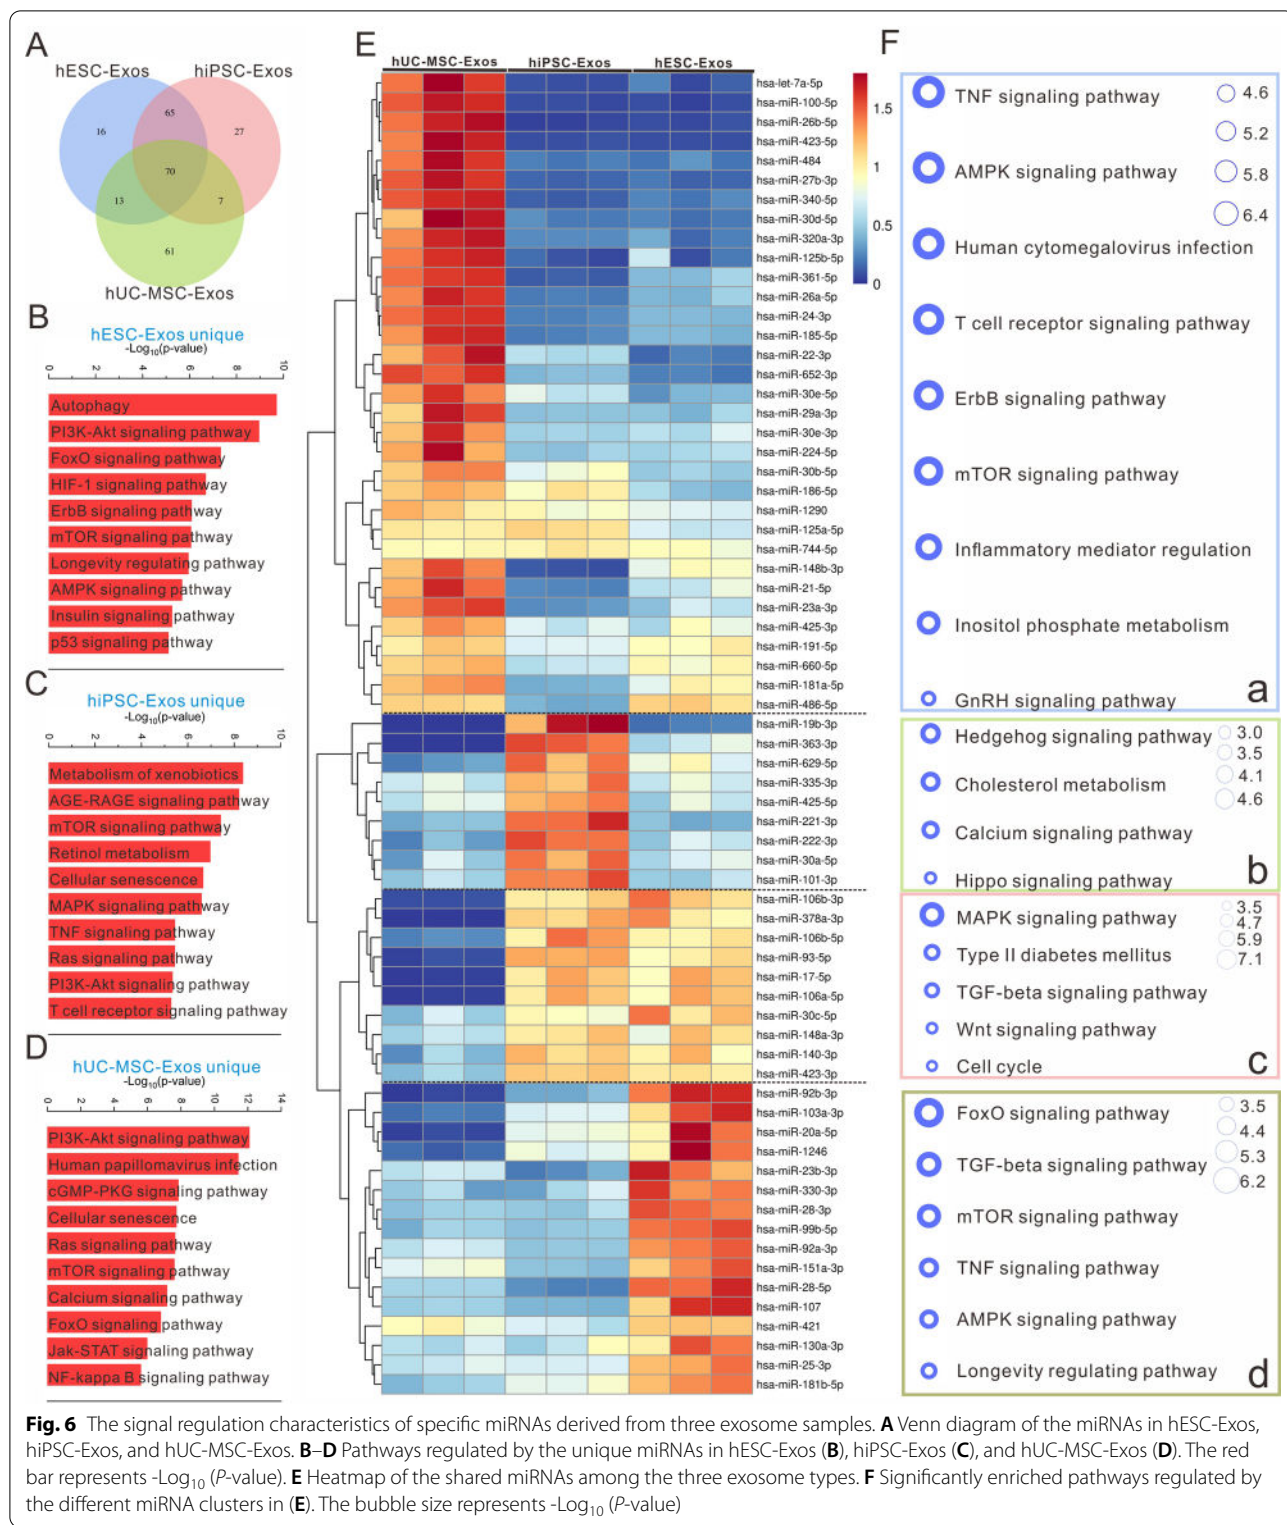 A
hESC-Exos
hiPSC-Exos
65
16
27
70
13
7
61
hUC-MSC-Exos
B
hESC-Exos unique
-Log10(p-value)
0 2 4 6 8 10
Autophagy
PI3K-Akt signaling pathway
FoxO signaling pathway
HIF-1 signaling pathway
ErbB signaling pathway
mTOR signaling pathway
Longevity regulating pathway
AMPK signaling pathway
Insulin signaling pathway
p53 signaling pathway
C
hiPSC-Exos unique
-Log10(p-value)
0 2 4 6 8 10
Metabolism of xenobiotics
AGE-RAGE signaling pathway
mTOR signaling pathway
Retinol metabolism
Cellular senescence
MAPK signaling pathway
TNF signaling pathway
Ras signaling pathway
PI3K-Akt signaling pathway
T cell receptor signaling pathway
D
hUC-MSC-Exos unique
-Log10(p-value)
0 2 4 6 8 10 12 14
PI3K-Akt signaling pathway
Human papillomavirus infection
cGMP-PKG signaling pathway
Cellular senescence
Ras signaling pathway
mTOR signaling pathway
Calcium signaling pathway
FoxO signaling pathway
Jak-STAT signaling pathway
NF-kappa B signaling pathway
E
hUC-MSC-Exos hiPSC-Exos hESC-Exos
hsa-let-7a-5p
hsa-miR-100-5p
hsa-miR-26b-5p
hsa-miR-423-5p
hsa-miR-484
hsa-miR-27b-3p
hsa-miR-340-5p
hsa-miR-30d-5p
hsa-miR-320a-3p
hsa-miR-125b-5p
hsa-miR-361-5p
hsa-miR-26a-5p
hsa-miR-24-3p
hsa-miR-185-5p
hsa-miR-22-3p
hsa-miR-652-3p
hsa-miR-30e-5p
hsa-miR-29a-3p
hsa-miR-30e-3p
hsa-miR-224-5p
hsa-miR-30b-5p
hsa-miR-186-5p
hsa-miR-1290
hsa-miR-125a-5p
hsa-miR-744-5p
hsa-miR-148b-3p
hsa-miR-21-5p
hsa-miR-23a-3p
hsa-miR-425-3p
hsa-miR-191-5p
hsa-miR-660-5p
hsa-miR-181a-5p
hsa-miR-486-5p
hsa-miR-19b-3p
hsa-miR-363-3p
hsa-miR-629-5p
hsa-miR-335-3p
hsa-miR-425-5p
hsa-miR-221-3p
hsa-miR-222-3p
hsa-miR-30a-5p
hsa-miR-101-3p
hsa-miR-106b-3p
hsa-miR-378a-3p
hsa-miR-106b-5p
hsa-miR-93-5p
hsa-miR-17-5p
hsa-miR-106a-5p
hsa-miR-30c-5p
hsa-miR-148a-3p
hsa-miR-140-3p
hsa-miR-423-3p
hsa-miR-92b-3p
hsa-miR-103a-3p
hsa-miR-20a-5p
hsa-miR-1246
hsa-miR-23b-3p
hsa-miR-330-3p
hsa-miR-28-3p
hsa-miR-99b-5p
hsa-miR-92a-3p
hsa-miR-151a-3p
hsa-miR-28-5p
hsa-miR-107
hsa-miR-421
hsa-miR-130a-3p
hsa-miR-25-3p
hsa-miR-181b-5p
1.5
1
0.5
0
F
TNF signaling pathway
AMPK signaling pathway
Human cytomegalovirus infection
T cell receptor signaling pathway
ErbB signaling pathway
mTOR signaling pathway
Inflammatory mediator regulation
Inositol phosphate metabolism
GnRH signaling pathway
4.6
5.2
5.8
6.4
a
Hedgehog signaling pathway
Cholesterol metabolism
Calcium signaling pathway
Hippo signaling pathway
3.0
3.5
4.1
4.6
b
MAPK signaling pathway
Type II diabetes mellitus
TGF-beta signaling pathway
Wnt signaling pathway
Cell cycle
3.5
4.7
5.9
7.1
c
FoxO signaling pathway
TGF-beta signaling pathway
mTOR signaling pathway
TNF signaling pathway
AMPK signaling pathway
Longevity regulating pathway
3.5
4.4
5.3
6.2
d
Fig. 6 The signal regulation characteristics of specific miRNAs derived from three exosome samples. A Venn diagram of the miRNAs in hESC-Exos,
hiPSC-Exos, and hUC-MSC-Exos. B–D Pathways regulated by the unique miRNAs in hESC-Exos (B), hiPSC-Exos (C), and hUC-MSC-Exos (D). The red
bar represents -Log10 (P-value). E Heatmap of the shared miRNAs among the three exosome types. F Significantly enriched pathways regulated by
the different miRNA clusters in (E). The bubble size represents -Log10 (P-value)